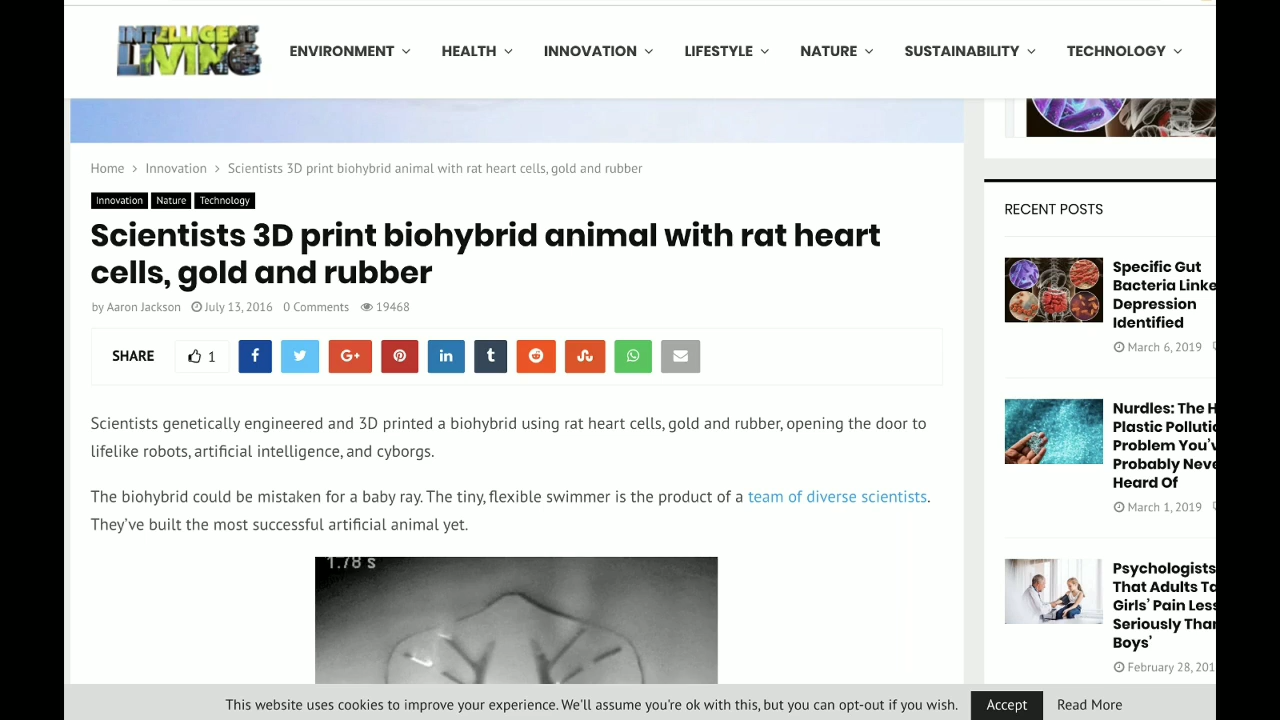 INTELLIGENT
LIVING
ENVIRONMENT
HEALTH
INNOVATION
LIFESTYLE
NATURE
SUSTAINABILITY
TECHNOLOGY
Home > Innovation > Scientists 3D print biohybrid animal with rat heart cells, gold and rubber
Innovation Nature Technology
Scientists 3D print biohybrid animal with rat heart
cells, gold and rubber
by Aaron Jackson July 13, 2016 0 Comments 19468
SHARE 1
Scientists genetically engineered and 3D printed a biohybrid using rat heart cells, gold and rubber, opening the door to
lifelike robots, artificial intelligence, and cyborgs.
The biohybrid could be mistaken for a baby ray. The tiny, flexible swimmer is the product of a team of diverse scientists.
They've built the most successful artificial animal yet.
1.78 s
RECENT POSTS
Specific Gut
Bacteria Linke
Depression
Identified
March 6, 2019
Nurdles: The H
Plastic Pollutio
Problem You'v
Probably Neve
Heard Of
March 1, 2019
Psychologists
That Adults Ta
Girls' Pain Less
Seriously Than
Boys'
February 28, 201
This website uses cookies to improve your experience. We'll assume you're ok with this, but you can opt-out if you wish. Accept Read More